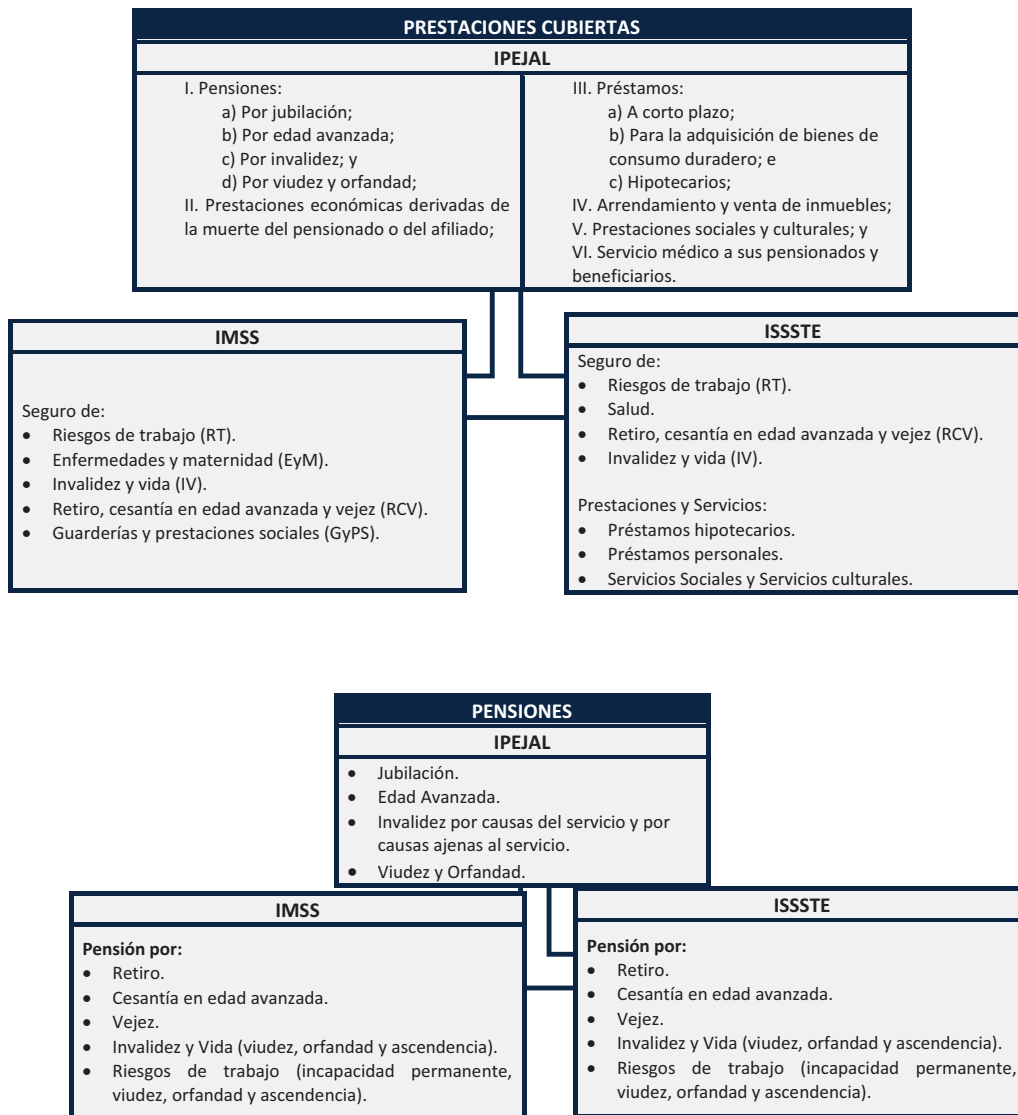 PRESTACIONES CUBIERTAS
IPEJAL
I. Pensiones:
a) Por jubilación;
b) Por edad avanzada;
c) Por invalidez; y
d) Por viudez y orfandad;
II. Prestaciones económicas derivadas de
la muerte del pensionado o del afiliado;
III. Préstamos:
a) A corto plazo;
b) Para la adquisición de bienes de
consumo duradero; e
c) Hipotecarios;
IV. Arrendamiento y venta de inmuebles;
V. Prestaciones sociales y culturales; y
VI. Servicio médico a sus pensionados y
beneficiarios.
IMSS
Seguro de:
• Riesgos de trabajo (RT).
• Enfermedades y maternidad (EyM).
• Invalidez y vida (IV).
• Retiro, cesantía en edad avanzada y vejez (RCV).
• Guarderías y prestaciones sociales (GyPS).
ISSSTE
Seguro de:
• Riesgos de trabajo (RT).
• Salud.
• Retiro, cesantía en edad avanzada y vejez (RCV).
• Invalidez y vida (IV).
Prestaciones y Servicios:
• Préstamos hipotecarios.
• Préstamos personales.
• Servicios Sociales y Servicios culturales.
PENSIONES
IPEJAL
• Jubilación.
• Edad Avanzada.
• Invalidez por causas del servicio y por
causas ajenas al servicio.
• Viudez y Orfandad.
IMSS
Pensión por:
• Retiro.
• Cesantía en edad avanzada.
• Vejez.
• Invalidez y Vida (viudez, orfandad y ascendencia).
• Riesgos de trabajo (incapacidad permanente,
viudez, orfandad y ascendencia).
ISSSTE
Pensión por:
• Retiro.
• Cesantía en edad avanzada.
• Vejez.
• Invalidez y Vida (viudez, orfandad y ascendencia).
• Riesgos de trabajo (incapacidad permanente,
viudez, orfandad y ascendencia).